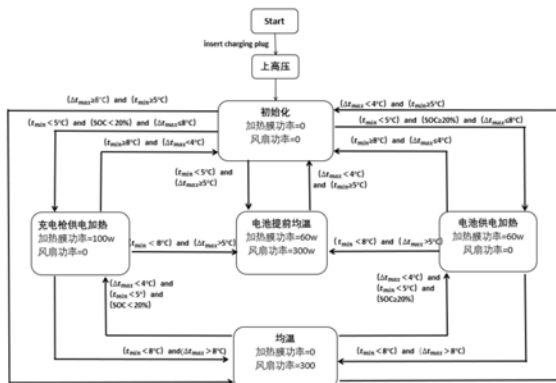 Start
insert charging plug
上高压
(Δt_max≥8°C) and (t_min≥5°C)
(Δt_max<4°C) and (t_min≥5°C)
初始化
加热膜功率=0
风扇功率=0
(t_min<5°C) and (SOC<20%) and (Δt_max≤8°C)
(t_min<5°C) and (SOC≥20%) and (Δt_max≤8°C)
(t_min≥8°C) and (Δt_max<4°C)
(t_min≥8°C) and (Δt_max≤4°C)
(t_min<5°C) and
(Δt_max≥5°C)
(Δt_max<4°C)
and (t_min≥5°C)
充电枪供电加热
加热膜功率=100w
风扇功率=0
电池提前均温
加热膜功率=60w
风扇功率=300w
电池供电加热
加热膜功率=60w
风扇功率=0
(t_min<8°C) and (Δt_max>5°C)
(t_min<8°C) and (Δt_max>5°C)
(Δt_max<4°C) and
(t_min<5°) and
(SOC<20%)
(Δt_max<4°C) and
(t_min<5°C) and
(SOC≥20%)
均温
加热膜功率=0
风扇功率=300
(t_min<8°C) and(Δt_max>8°C)
(t_min<8°C) and (Δt_max>8°C)